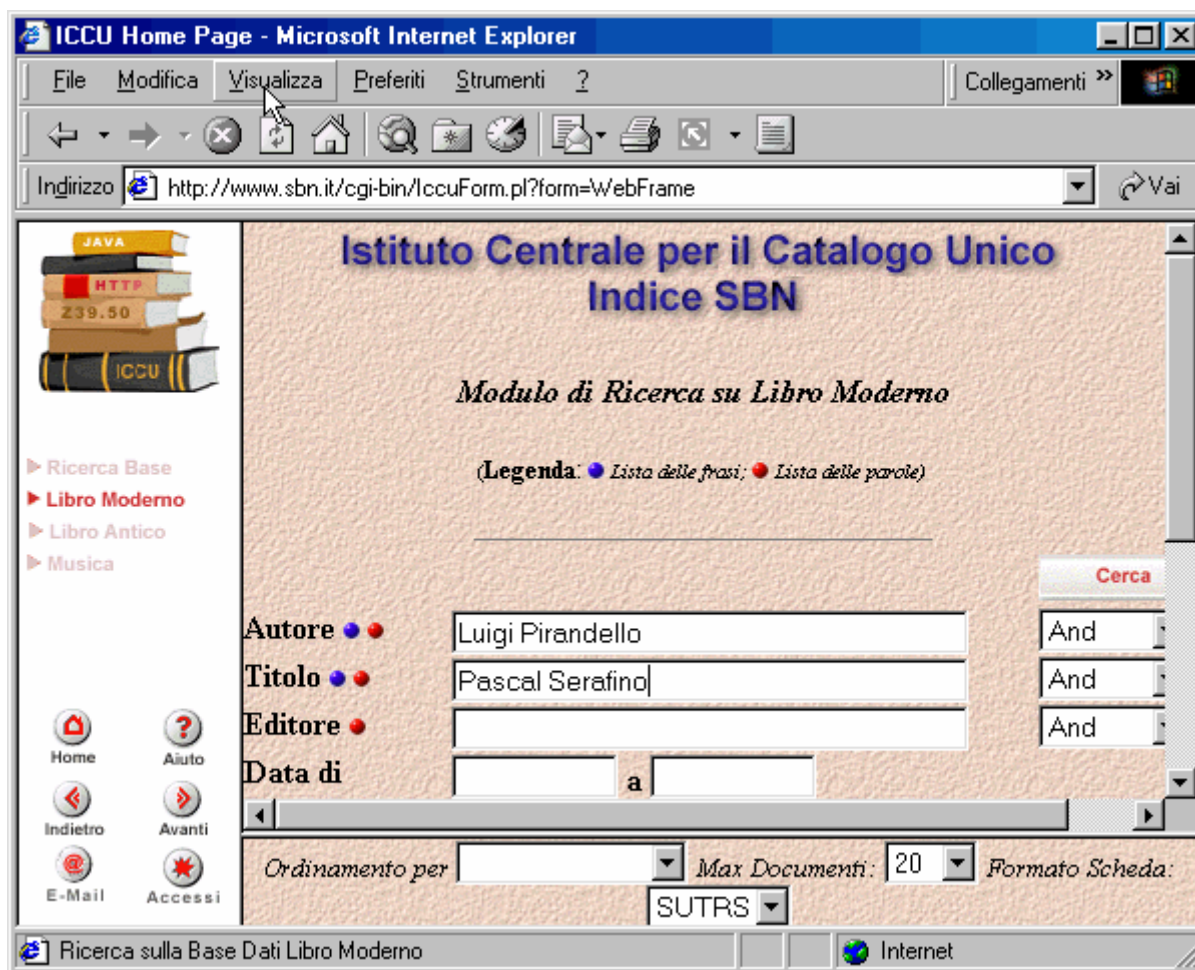 ICCU Home Page - Microsoft Internet Explorer
File Modifica Visualizza Preferiti Strumenti ? Collegamenti »
Indirizzo http://www.sbn.it/cgi-bin/IccuForm.pl?form=WebFrame Vai
JAVA
HTTP
Z39.50
ICCU
Ricerca Base
Libro Moderno
Libro Antico
Musica
Home Aiuto
Indietro Avanti
E-Mail Accessi
Istituto Centrale per il Catalogo Unico
Indice SBN
Modulo di Ricerca su Libro Moderno
(Legenda: Lista delle frasi; Lista delle parole)
Cerca
Autore Luigi Pirandello And
Titolo Pascal Serafino And
Editore And
Data di a
Ordinamento per Max Documenti: 20 Formato Scheda:
SUTRS
Ricerca sulla Base Dati Libro Moderno Internet